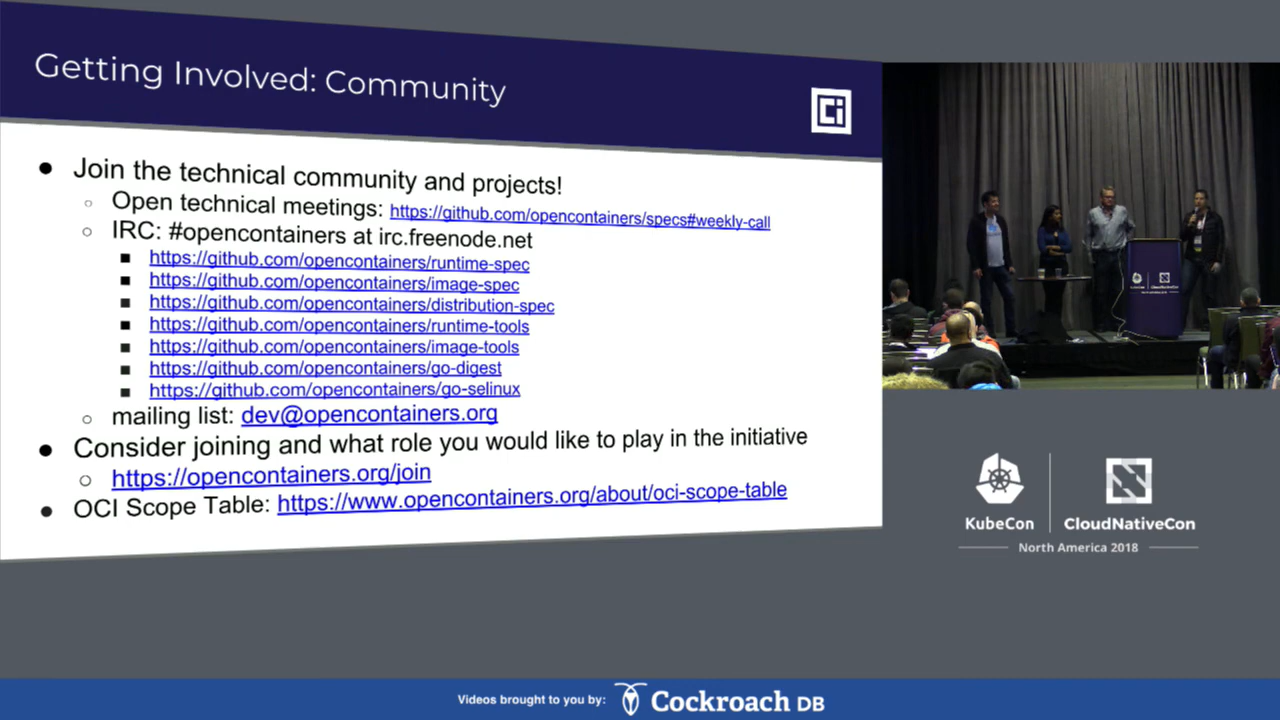 Getting Involved: Community
Ci
Join the technical community and projects!
Open technical meetings: https://github.com/opencontainers/specs#weekly-call
IRC: #opencontainers at irc.freenode.net
https://github.com/opencontainers/runtime-spec
https://github.com/opencontainers/image-spec
https://github.com/opencontainers/distribution-spec
https://github.com/opencontainers/runtime-tools
https://github.com/opencontainers/image-tools
https://github.com/opencontainers/go-digest
https://github.com/opencontainers/go-selinux
mailing list: dev@opencontainers.org
Consider joining and what role you would like to play in the initiative
https://opencontainers.org/join
OCI Scope Table: https://www.opencontainers.org/about/oci-scope-table
KubeCon
CloudNativeCon
North America 2018
Videos brought to you by:
Cockroach DB